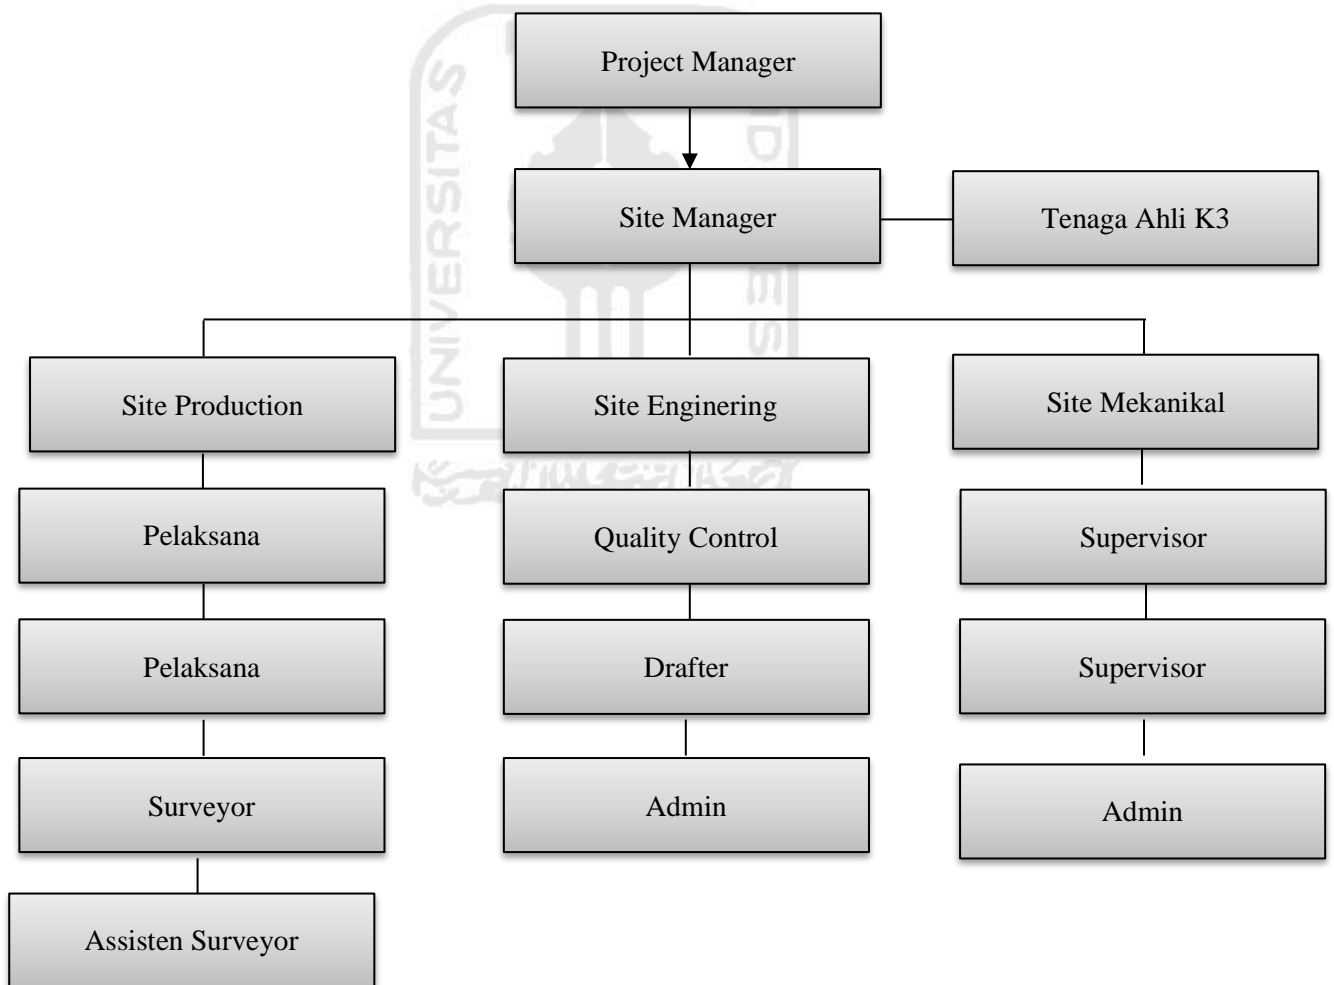 Project Manager
Site Manager
Tenaga Ahli K3
Site Production
Site Enginering
Site Mekanikal
Pelaksana
Quality Control
Supervisor
Pelaksana
Drafter
Supervisor
Surveyor
Admin
Admin
Assisten Surveyor
UNIVERSITAS